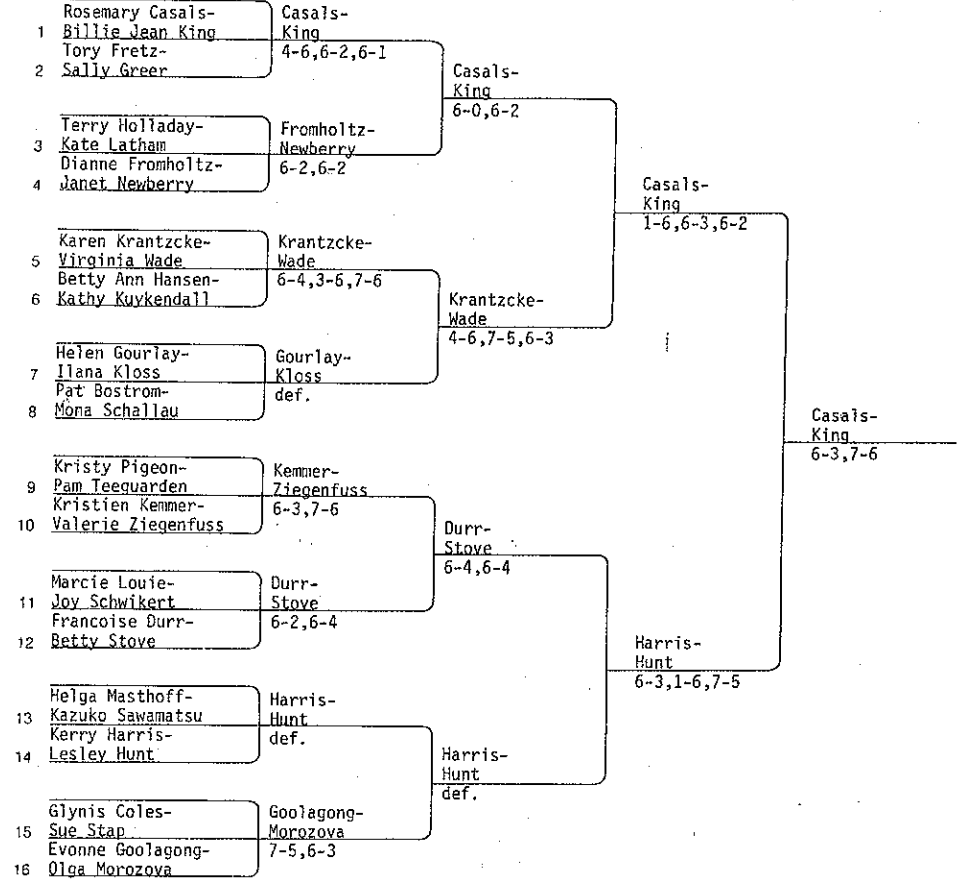 Rosemary Casals-
1 Billie Jean King
Tory Fretz-
2 Sally Greer
Terry Holladay-
3 Kate Latham
Dianne Fromholtz-
4 Janet Newberry
Karen Krantzcke-
5 Virginia Wade
Betty Ann Hansen-
6 Kathy Kuykendall
Helen Gourlay-
7 Ilana Kloss
Pat Bostrom-
8 Mona Schallau
Kristy Pigeon-
9 Pam Teeguarden
Kristien Kemmer-
10 Valerie Ziegenfuss
Marcie Louie-
11 Joy Schwikert
Francoise Durr-
12 Betty Stove
Helga Masthoff-
13 Kazuko Sawamatsu
Kerry Harris-
14 Lesley Hunt
Glynis Coles-
15 Sue Stap
Evonne Goolagong-
16 Olga Morozova
Casals-
King
4-6,6-2,6-1
Fromholtz-
Newberry
6-2,6-2
Krantzcke-
Wade
6-4,3-6,7-6
Gourlay-
Kloss
def.
Kemmer-
Ziegenfuss
6-3,7-6
Durr-
Stove
6-2,6-4
Harris-
Hunt
def.
Goolagong-
Morozova
7-5,6-3
Casals-
King
6-0,6-2
Krantzcke-
Wade
4-6,7-5,6-3
Durr-
Stove
6-4,6-4
Harris-
Hunt
def.
Casals-
King
1-6,6-3,6-2
Harris-
Hunt
6-3,1-6,7-5
Casals-
King
6-3,7-6